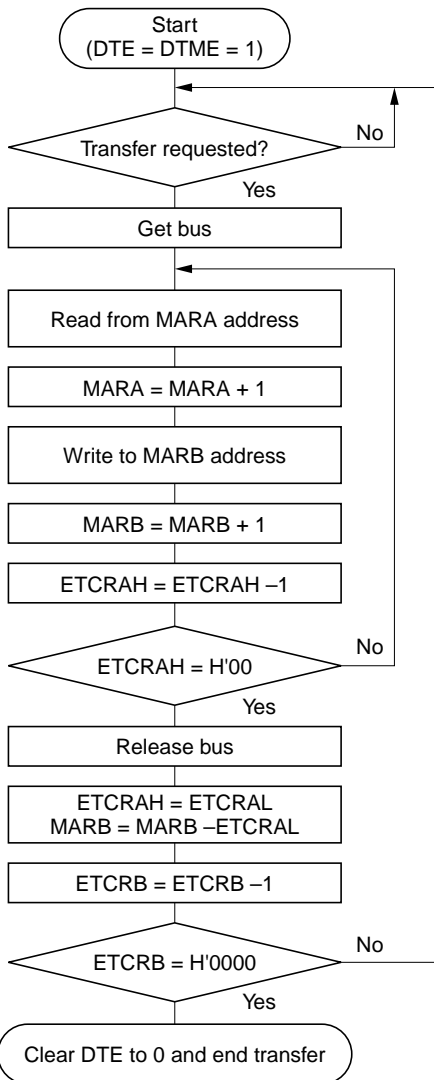 Start
(DTE = DTME = 1)
Transfer requested?
No
Yes
Get bus
Read from MARA address
MARA = MARA + 1
Write to MARB address
MARB = MARB + 1
ETCRAH = ETCRAH –1
ETCRAH = H'00
No
Yes
Release bus
ETCRAH = ETCRAL
MARB = MARB –ETCRAL
ETCRB = ETCRB –1
ETCRB = H'0000
No
Yes
Clear DTE to 0 and end transfer